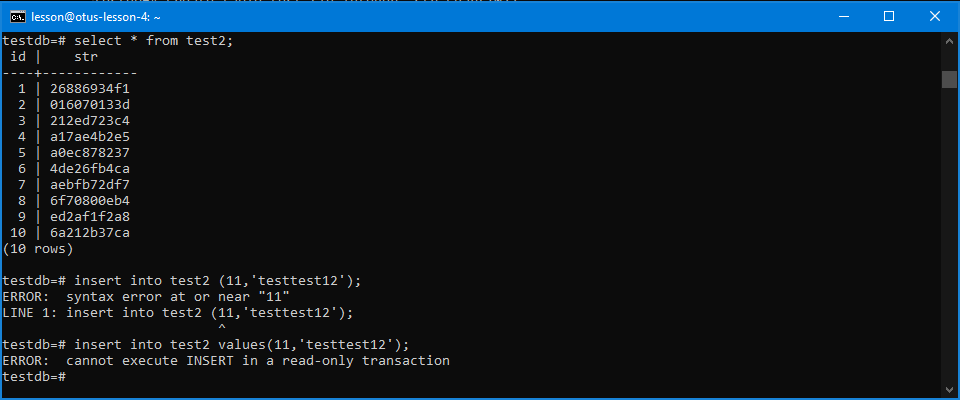 lesson@otus-lesson-4: ~
testdb=# select * from test2;
 id |    str
----+------------
  1 | 26886934f1
  2 | 016070133d
  3 | 212ed723c4
  4 | a17ae4b2e5
  5 | a0ec878237
  6 | 4de26fb4ca
  7 | aebfb72df7
  8 | 6f70800eb4
  9 | ed2af1f2a8
 10 | 6a212b37ca
(10 rows)
testdb=# insert into test2 (11,'testtest12');
ERROR:  syntax error at or near "11"
LINE 1: insert into test2 (11,'testtest12');
                           ^
testdb=# insert into test2 values(11,'testtest12');
ERROR:  cannot execute INSERT in a read-only transaction
testdb=#